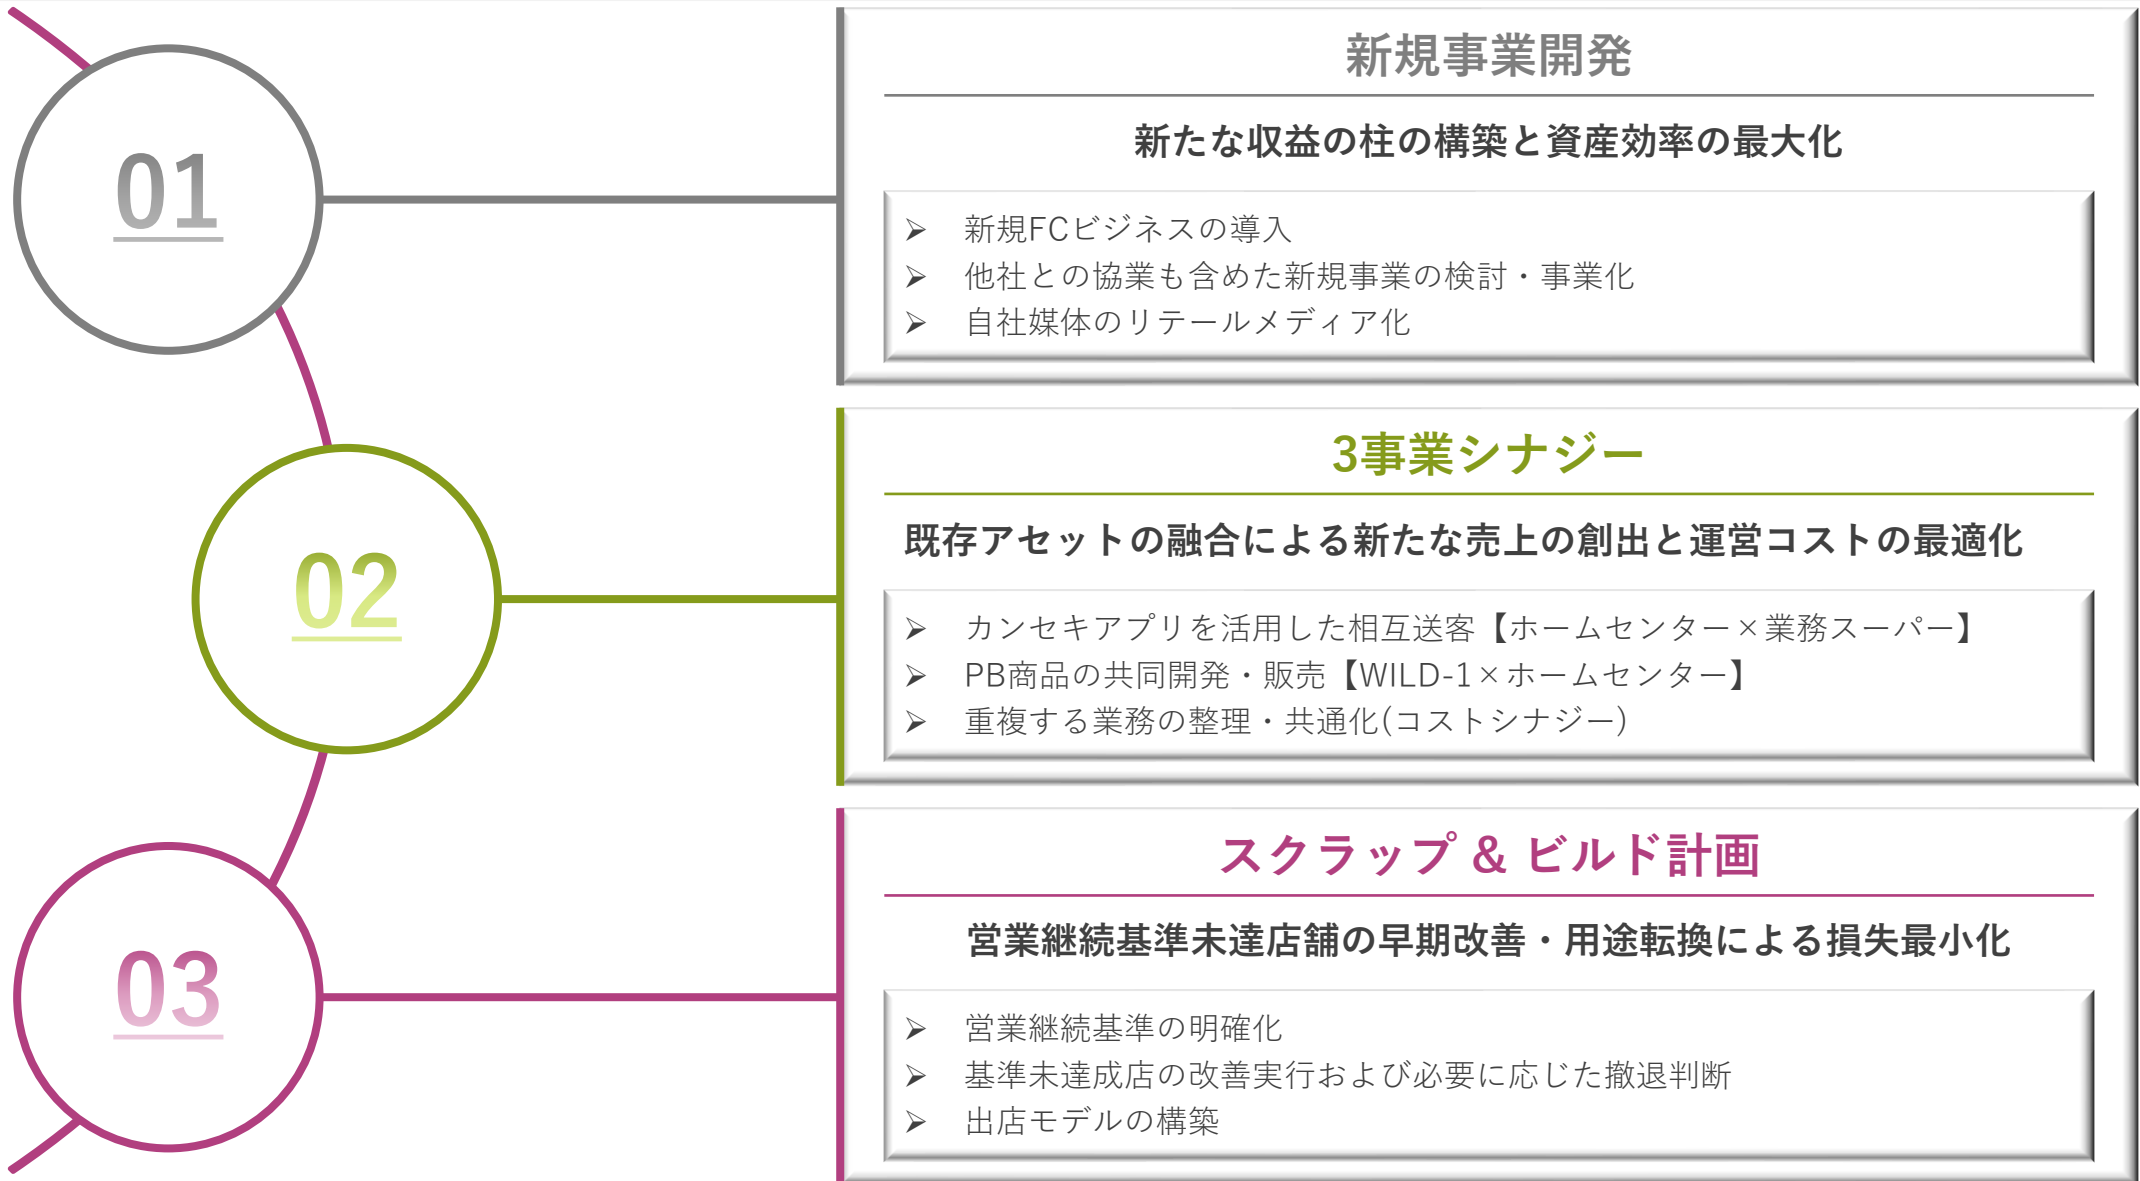 01
新規事業開発
新たな収益の柱の構築と資産効率の最大化
➢ 新規FCビジネスの導入
➢ 他社との協業も含めた新規事業の検討・事業化
➢ 自社媒体のリテールメディア化
02
3事業シナジー
既存アセットの融合による新たな売上の創出と運営コストの最適化
➢ カンセキアプリを活用した相互送客【ホームセンター×業務スーパー】
➢ PB商品の共同開発・販売【WILD-1×ホームセンター】
➢ 重複する業務の整理・共通化(コストシナジー)
03
スクラップ & ビルド計画
営業継続基準未達店舗の早期改善・用途転換による損失最小化
➢ 営業継続基準の明確化
➢ 基準未達成店の改善実行および必要に応じた撤退判断
➢ 出店モデルの構築